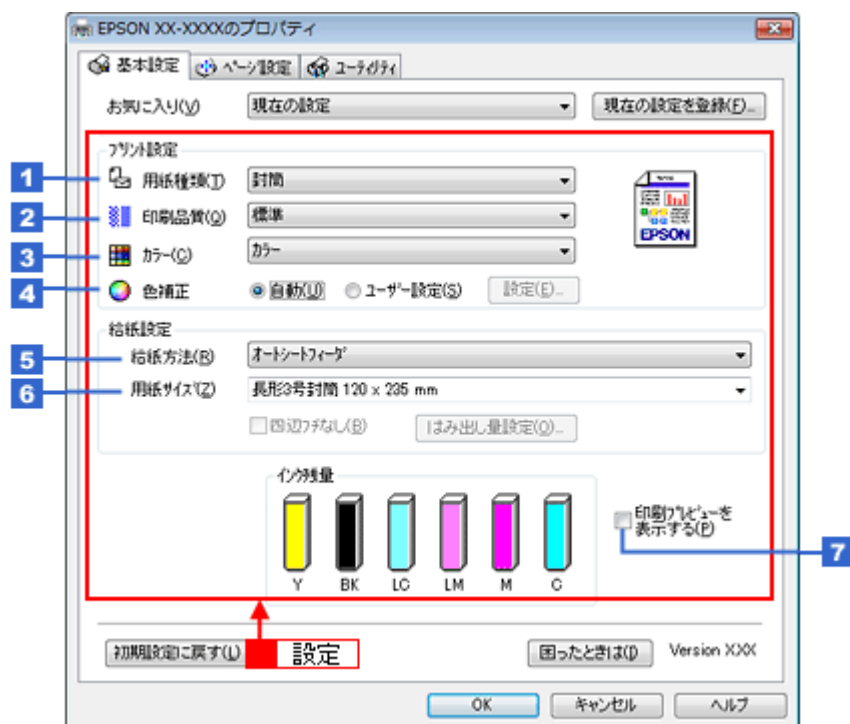 EPSON XX-XXXXのプロパティ
基本設定 ページ設定 ユーティリティ
お気に入り(V) 現在の設定 現在の設定を登録(F)...
プリント設定
1 用紙種類(T) 封筒
2 印刷品質(Q) 標準
EPSON
3 カラー(C) カラー
4 色補正 自動(U) ユーザー設定(S) 設定(E)...
給紙設定
5 給紙方法(R) オートシートフィーダ
6 用紙サイズ(Z) 長形3号封筒 120 x 235 mm
四辺フチなし(B) はみ出し量設定(O)...
インク残量
印刷プレビューを
表示する(P)
7
Y BK LC LM M C
初期設定に戻す(L) 設定 困ったときは(I) Version X.XX
OK キャンセル ヘルプ